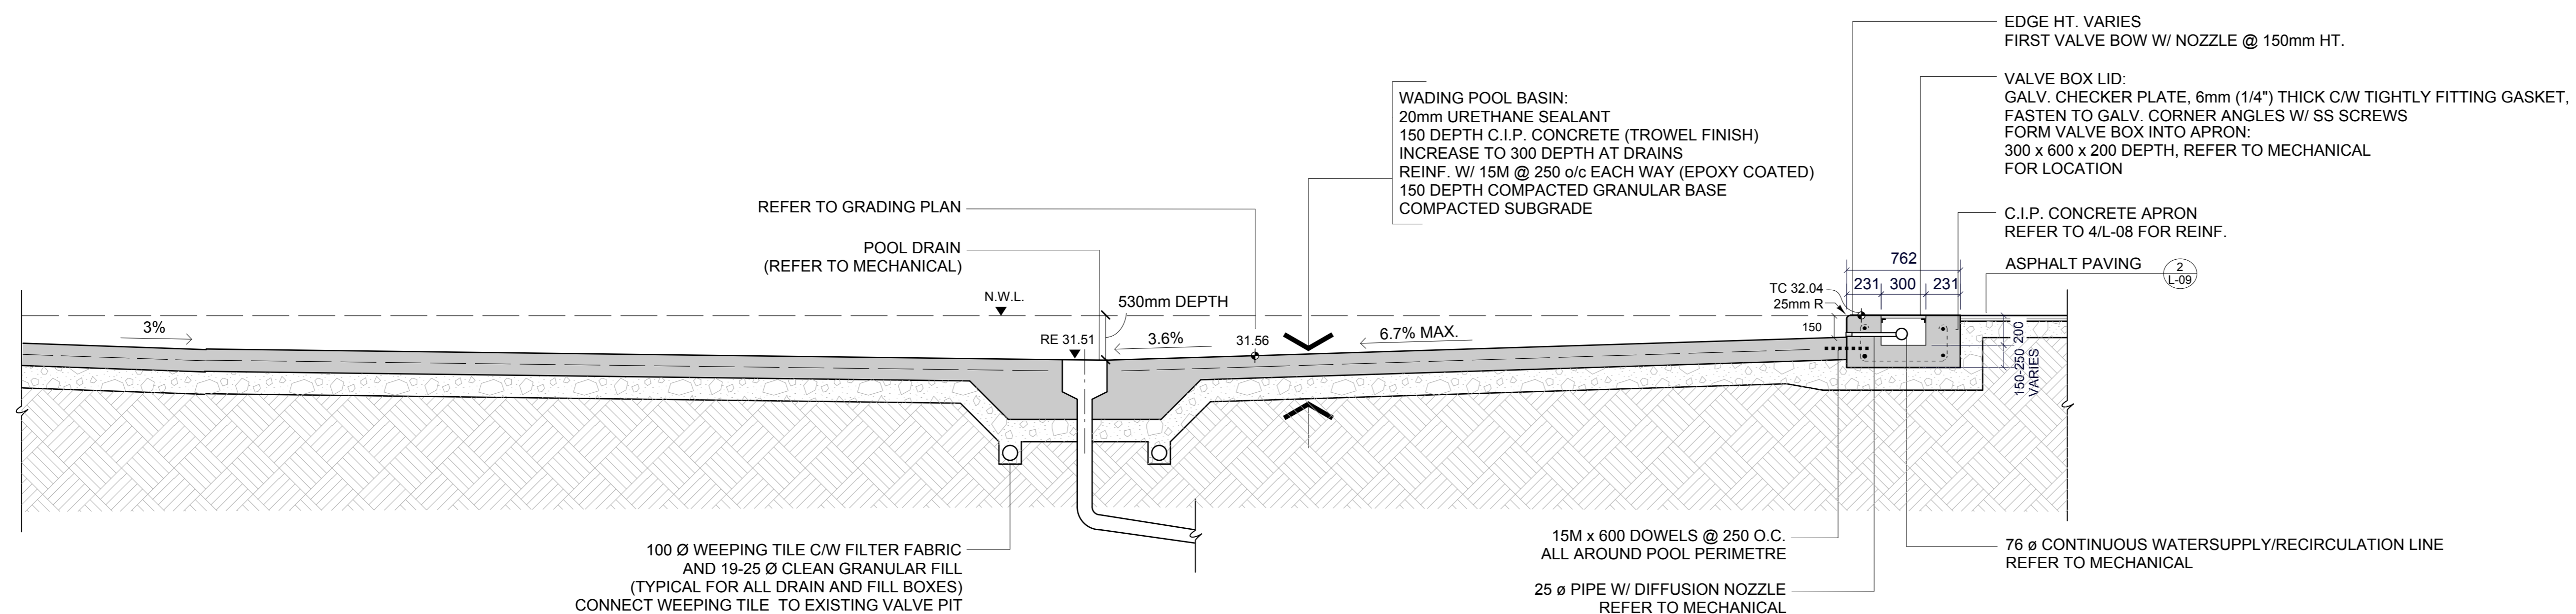 EDGE HT. VARIES
FIRST VALVE BOW W/ NOZZLE @ 150mm HT.
VALVE BOX LID:
GALV. CHECKER PLATE, 6mm (1/4") THICK C/W TIGHTLY FITTING GASKET,
FASTEN TO GALV. CORNER ANGLES W/ SS SCREWS
FORM VALVE BOX INTO APRON:
300 x 600 x 200 DEPTH, REFER TO MECHANICAL
FOR LOCATION
WADING POOL BASIN:
20mm URETHANE SEALANT
150 DEPTH C.I.P. CONCRETE (TROWEL FINISH)
INCREASE TO 300 DEPTH AT DRAINS
REINF. W/ 15M @ 250 o/c EACH WAY (EPOXY COATED)
150 DEPTH COMPACTED GRANULAR BASE
COMPACTED SUBGRADE
REFER TO GRADING PLAN
POOL DRAIN
(REFER TO MECHANICAL)
C.I.P. CONCRETE APRON
REFER TO 4/L-08 FOR REINF.
ASPHALT PAVING
2
L-09
762
231 300 231
TC 32.04
25mm R
150
200
150-250
VARIES
N.W.L.
530mm DEPTH
3%
RE 31.51
3.6%
31.56
6.7% MAX.
100 Ø WEEPING TILE C/W FILTER FABRIC
AND 19-25 Ø CLEAN GRANULAR FILL
(TYPICAL FOR ALL DRAIN AND FILL BOXES)
CONNECT WEEPING TILE TO EXISTING VALVE PIT
15M x 600 DOWELS @ 250 O.C.
ALL AROUND POOL PERIMETRE
25 ø PIPE W/ DIFFUSION NOZZLE
REFER TO MECHANICAL
76 ø CONTINUOUS WATERSUPPLY/RECIRCULATION LINE
REFER TO MECHANICAL